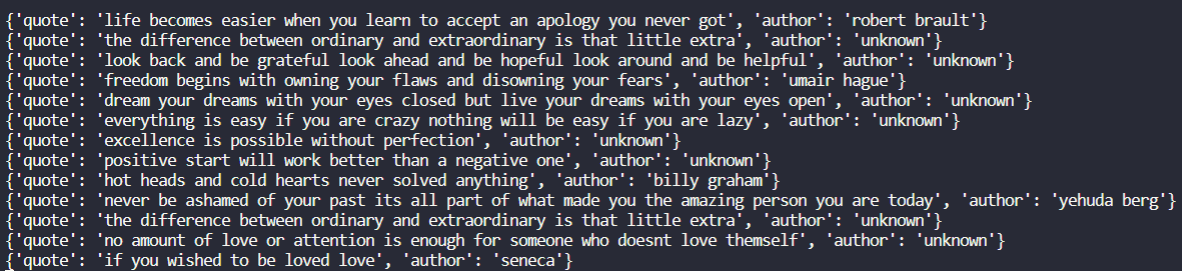 {'quote': 'life becomes easier when you learn to accept an apology you never got', 'author': 'robert brault'}
{'quote': 'the difference between ordinary and extraordinary is that little extra', 'author': 'unknown'}
{'quote': 'look back and be grateful look ahead and be hopeful look around and be helpful', 'author': 'unknown'}
{'quote': 'freedom begins with owning your flaws and disowning your fears', 'author': 'umair hague'}
{'quote': 'dream your dreams with your eyes closed but live your dreams with your eyes open', 'author': 'unknown'}
{'quote': 'everything is easy if you are crazy nothing will be easy if you are lazy', 'author': 'unknown'}
{'quote': 'excellence is possible without perfection', 'author': 'unknown'}
{'quote': 'positive start will work better than a negative one', 'author': 'unknown'}
{'quote': 'hot heads and cold hearts never solved anything', 'author': 'billy graham'}
{'quote': 'never be ashamed of your past its all part of what made you the amazing person you are today', 'author': 'yehuda berg'}
{'quote': 'the difference between ordinary and extraordinary is that little extra', 'author': 'unknown'}
{'quote': 'no amount of love or attention is enough for someone who doesnt love themself', 'author': 'unknown'}
{'quote': 'if you wished to be loved love', 'author': 'seneca'}